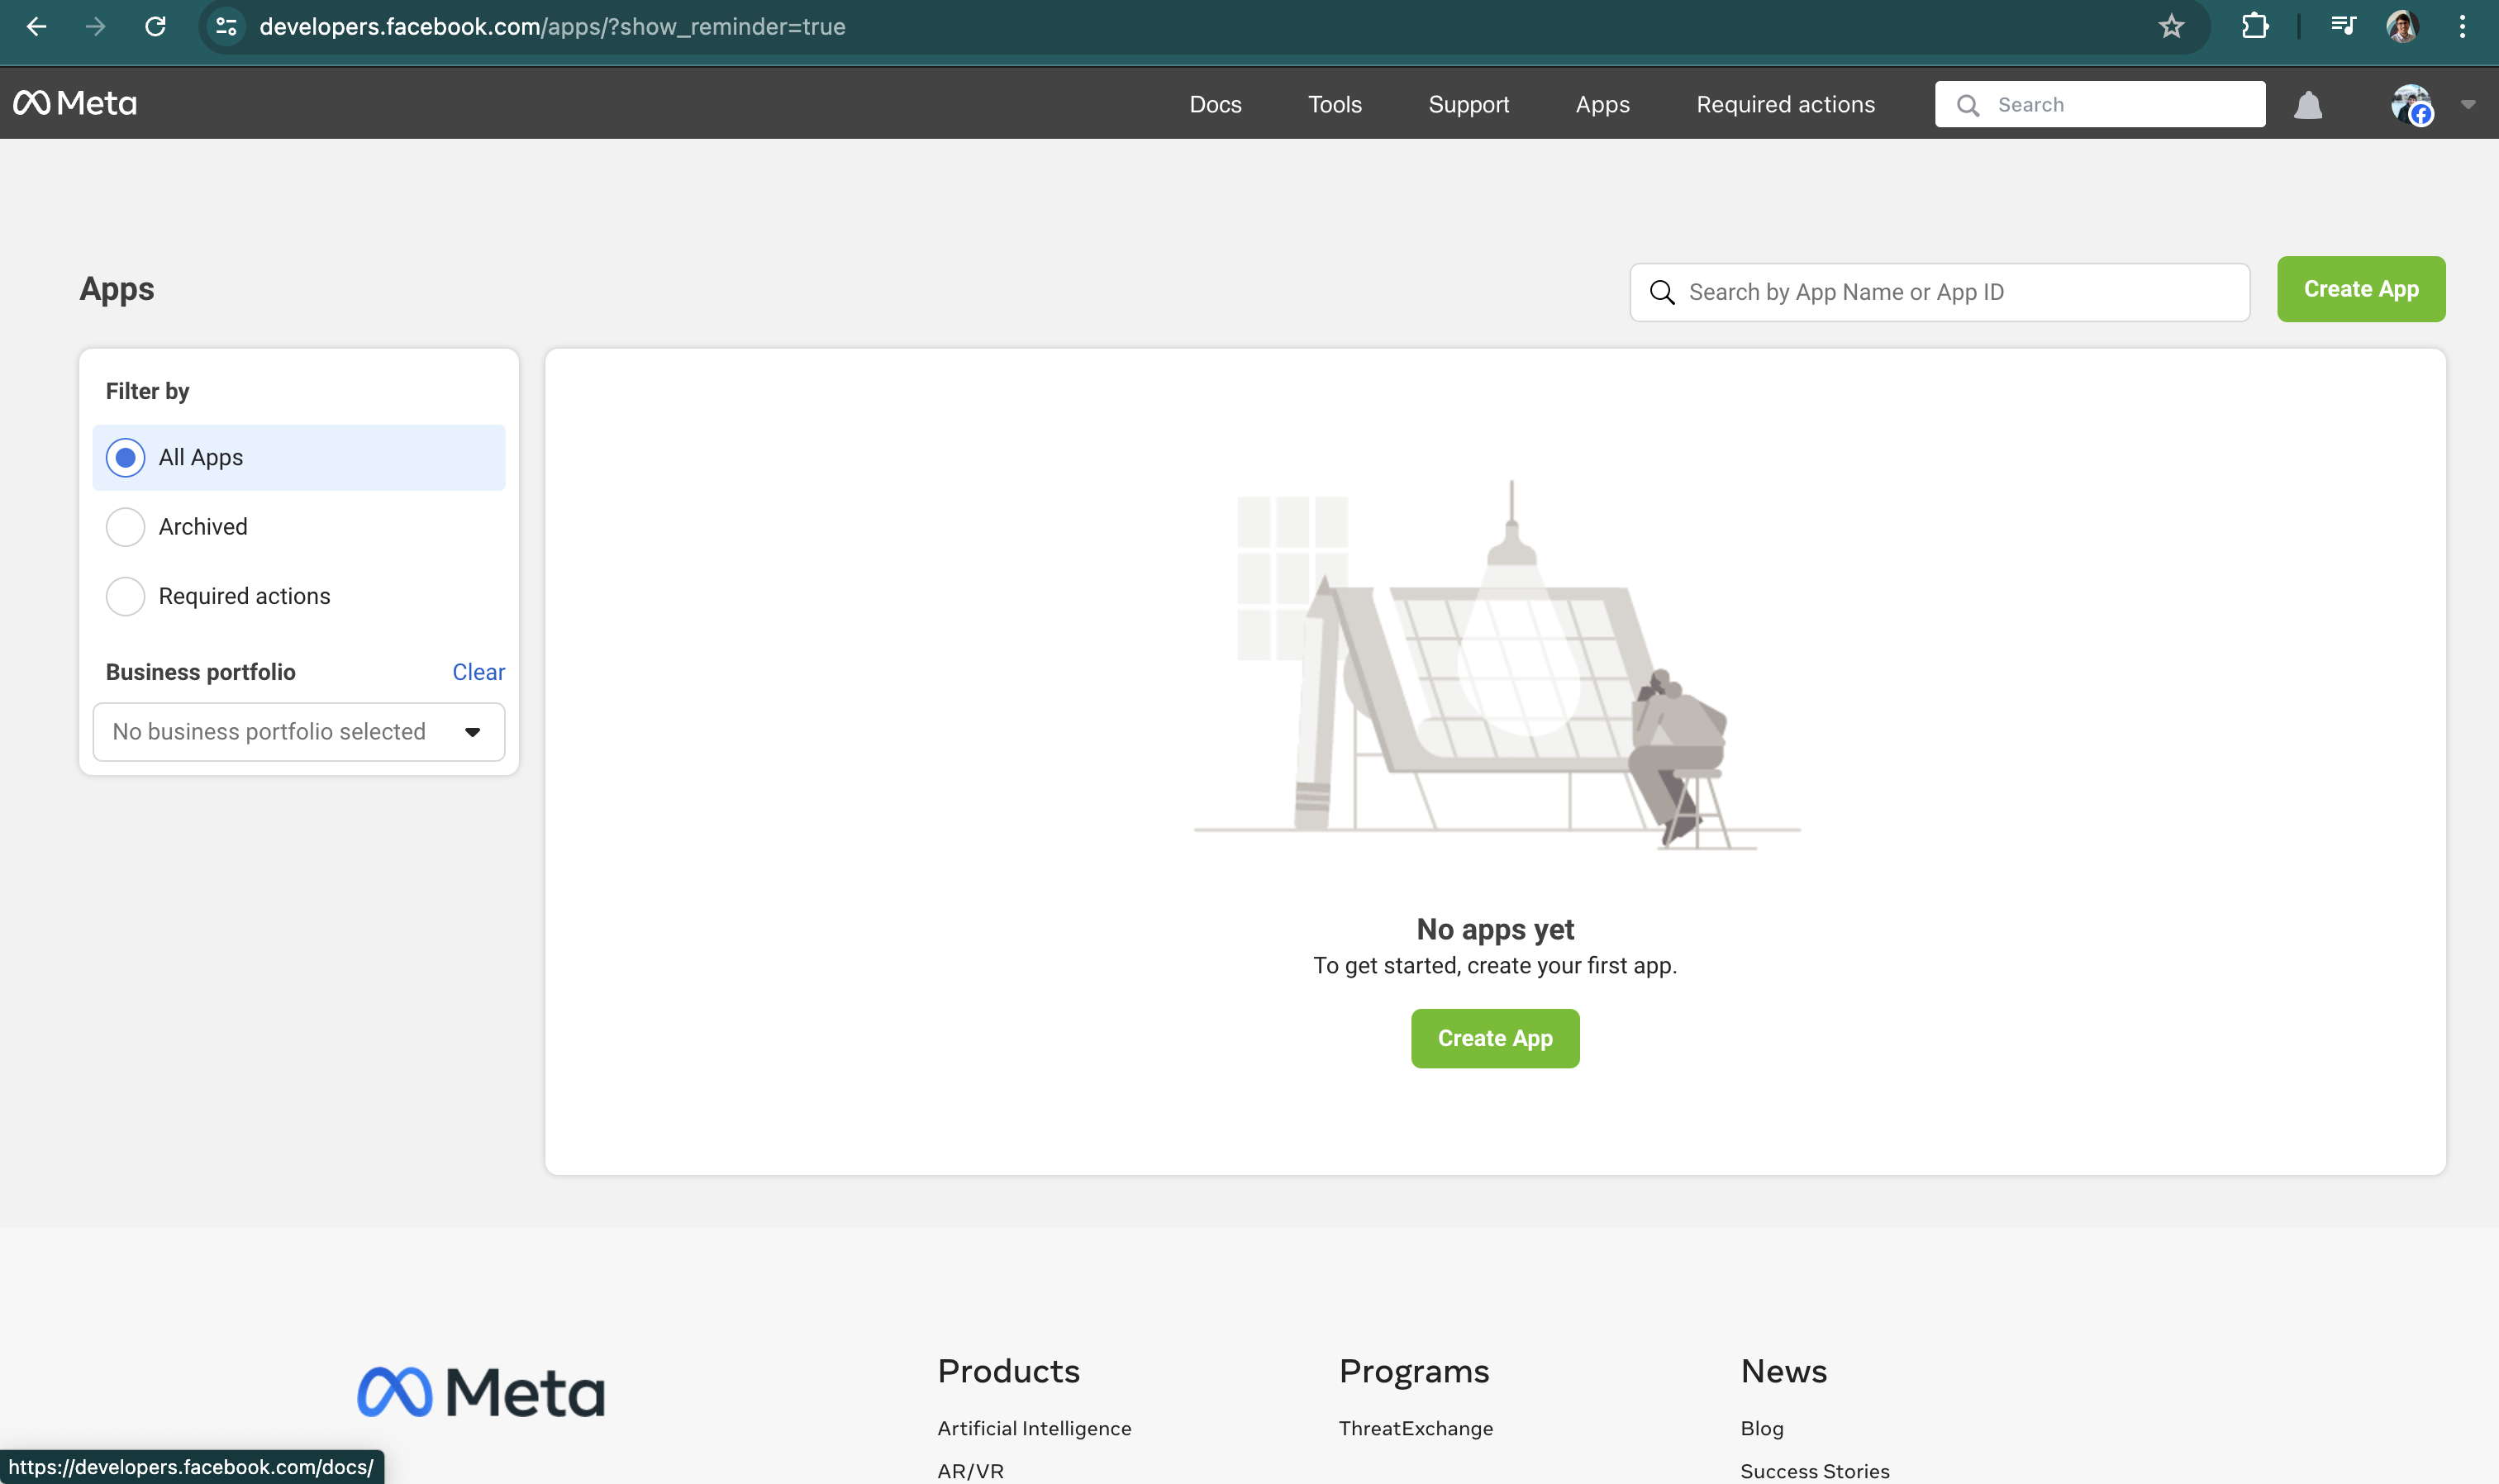 developers.facebook.com/apps/?show_reminder=true
Meta
Docs
Tools
Support
Apps
Required actions
Search
Apps
Search by App Name or App ID
Create App
Filter by
All Apps
Archived
Required actions
Business portfolio
Clear
No business portfolio selected
No apps yet
To get started, create your first app.
Create App
Meta
Products
Artificial Intelligence
AR/VR
Programs
ThreatExchange
News
Blog
Success Stories
https://developers.facebook.com/docs/